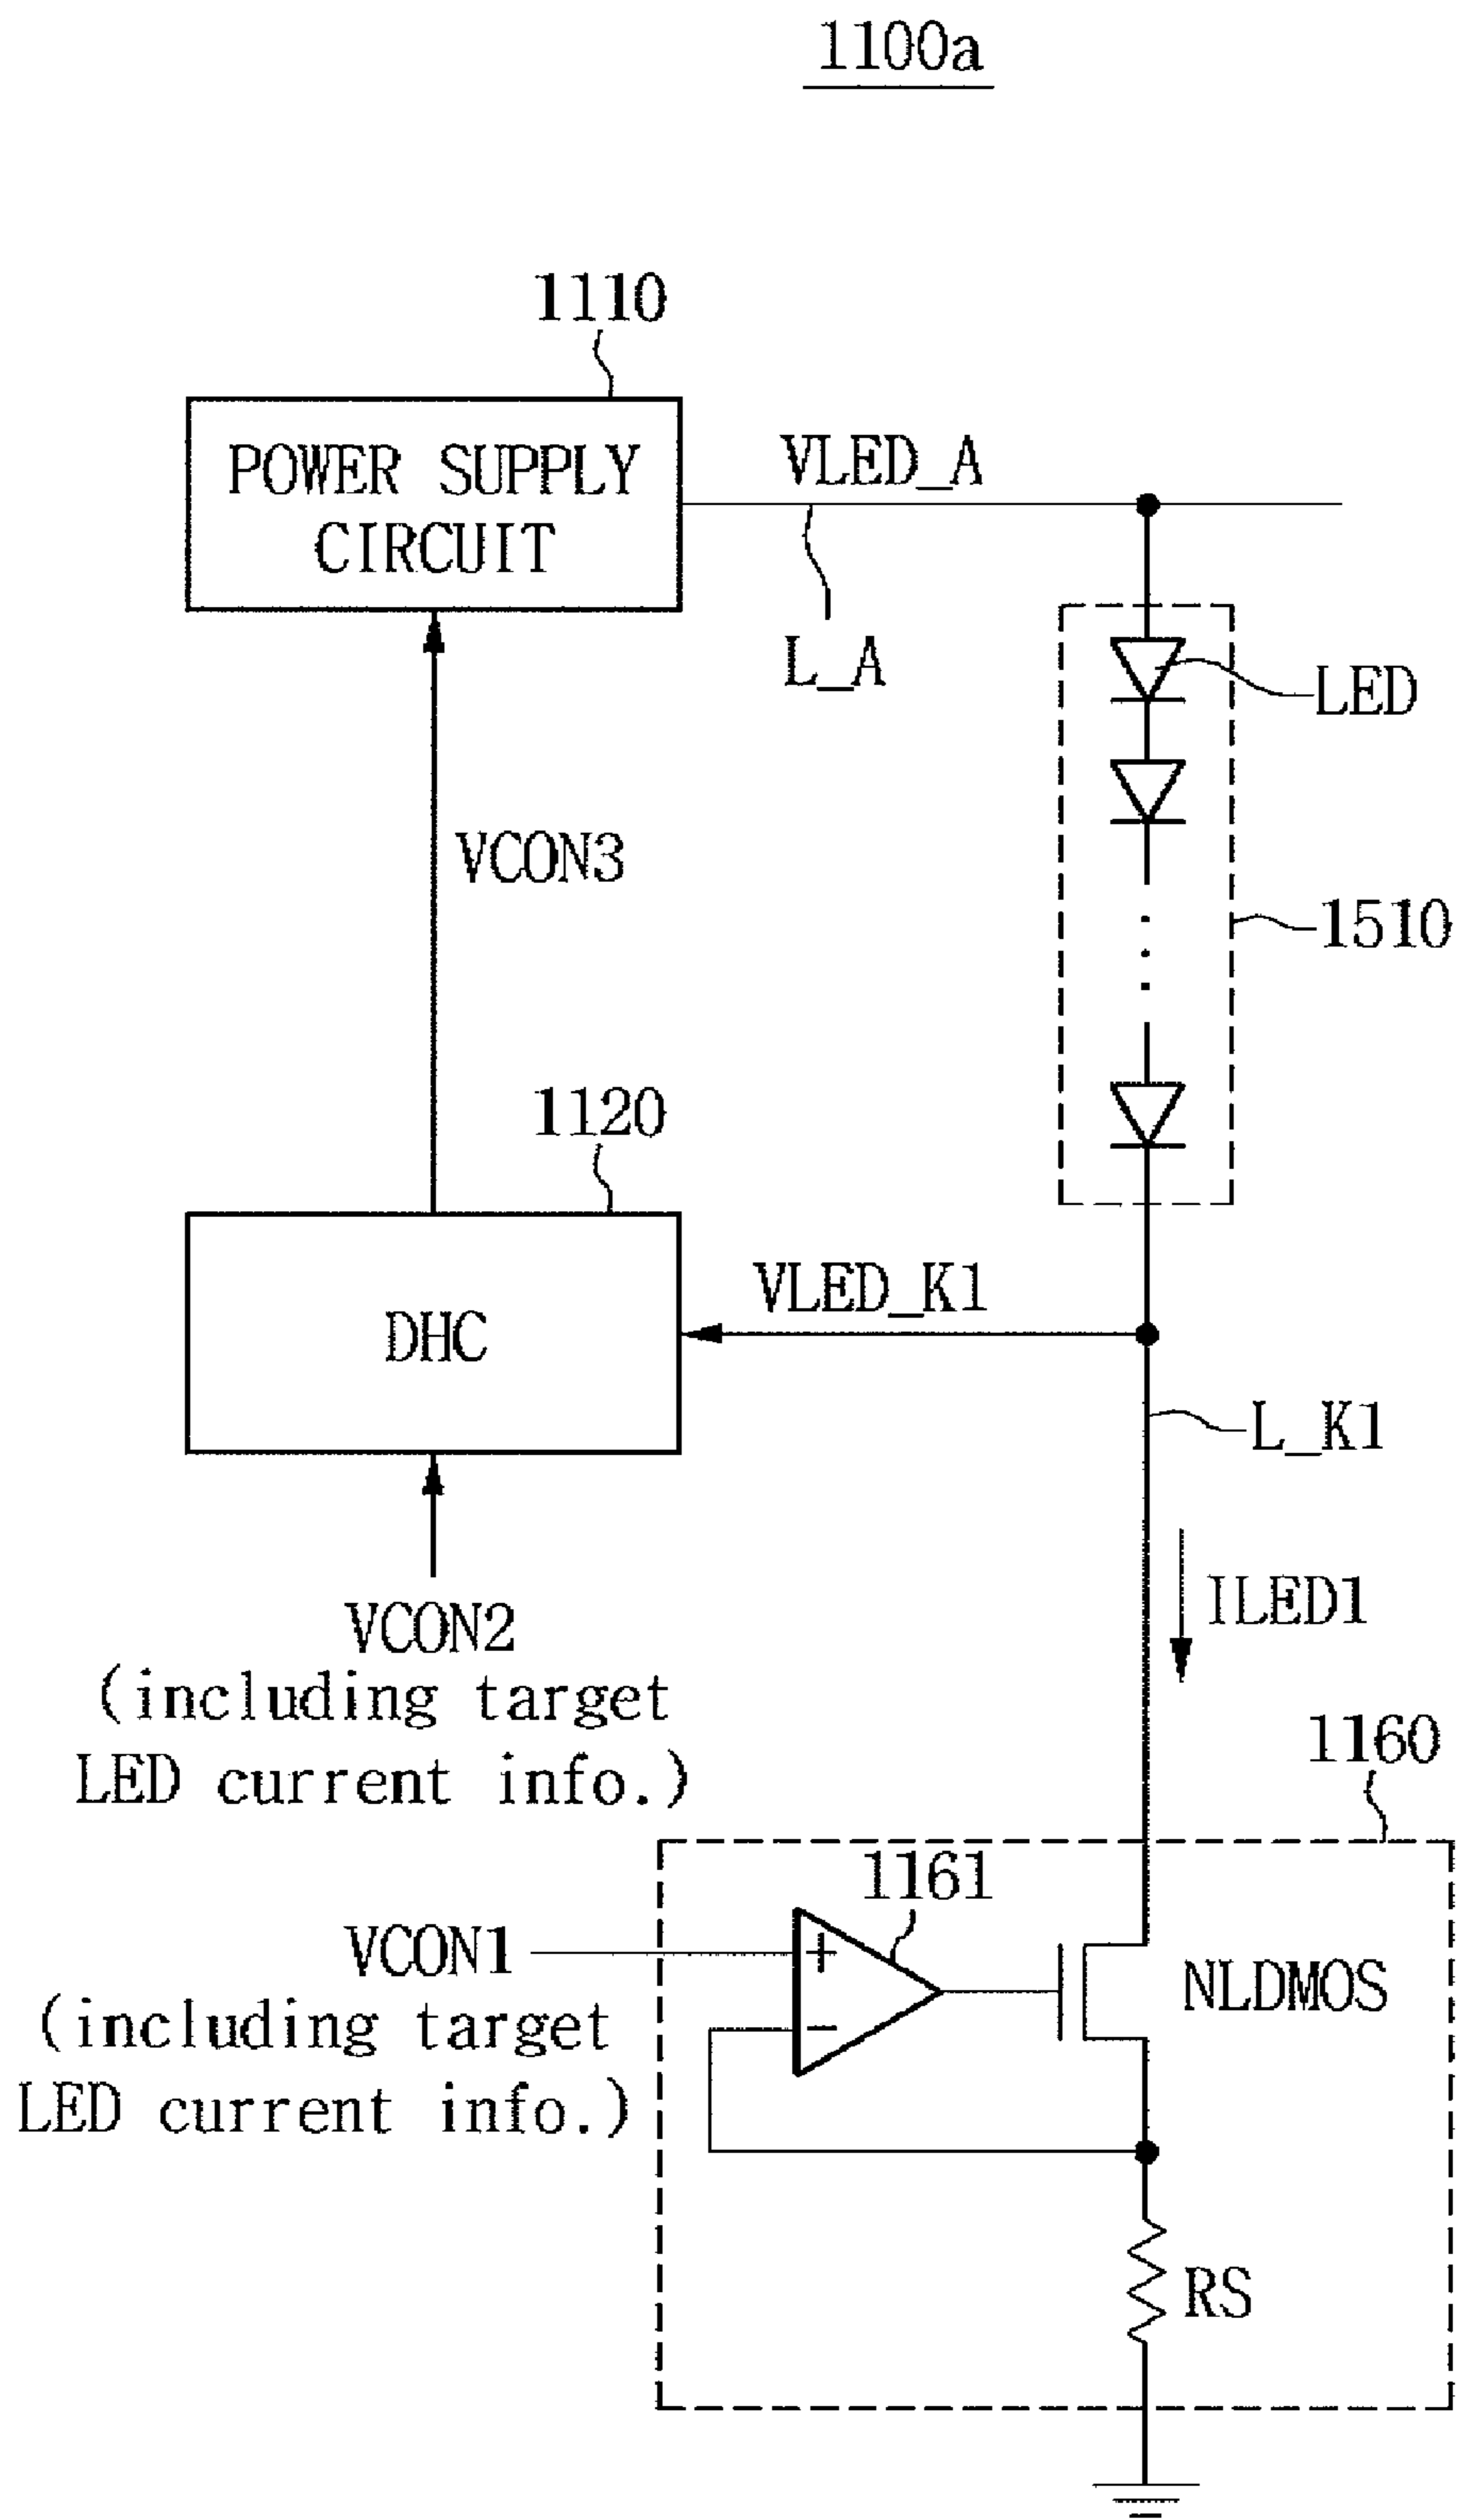 1100a
1110
POWER SUPPLY
CIRCUIT
VLED_A
L_A
LED
VCON3
1510
1120
DHC
VLED_K1
L_K1
ILED1
VCON2
(including target
LED current info.)
1160
1161
VCON1
(including target
LED current info.)
+
−
NLDMOS
RS